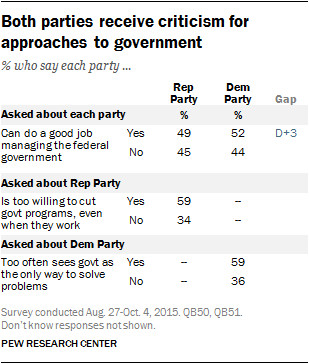 Both parties receive criticism for
approaches to government
% who say each party ...
Rep Party Dem Party Gap
Asked about each party % %
Can do a good job managing the federal government Yes 49 52 D+3
No 45 44
Asked about Rep Party
Is too willing to cut govt programs, even when they work Yes 59 --
No 34 --
Asked about Dem Party
Too often sees govt as the only way to solve problems Yes -- 59
No -- 36
Survey conducted Aug. 27-Oct. 4, 2015. QB50, QB51.
Don't know responses not shown.
PEW RESEARCH CENTER